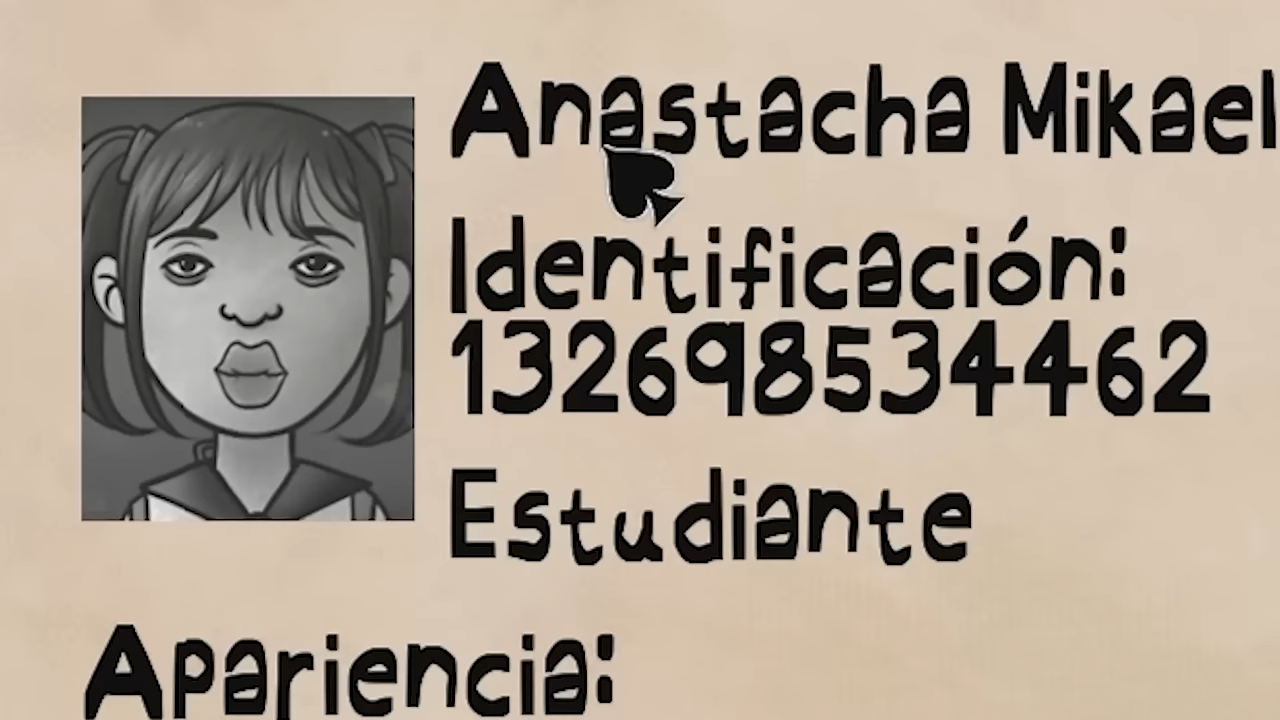 Anastacha Mikael
Identificación:
132698534462
Estudiante
Apariencia: